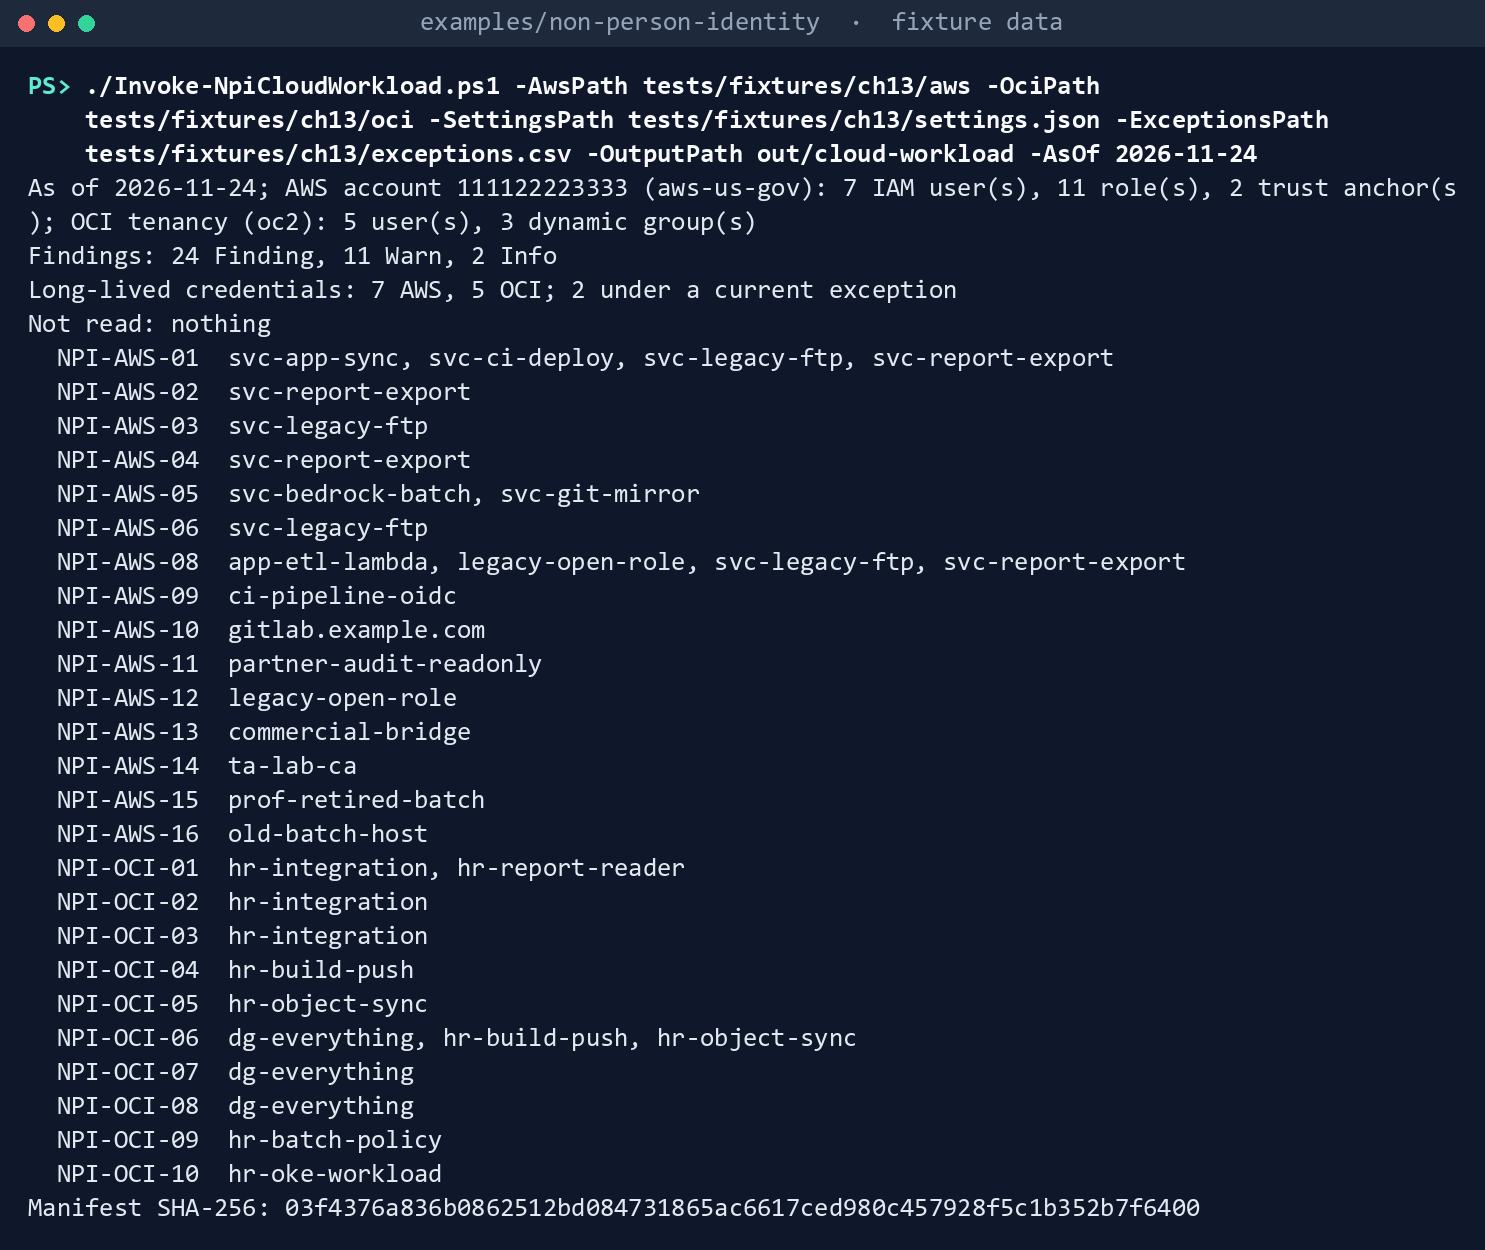 examples/non-person-identity · fixture data
PS> ./Invoke-NpiCloudWorkload.ps1 -AwsPath tests/fixtures/ch13/aws -OciPath
tests/fixtures/ch13/oci -SettingsPath tests/fixtures/ch13/settings.json -ExceptionsPath
tests/fixtures/ch13/exceptions.csv -OutputPath out/cloud-workload -AsOf 2026-11-24
As of 2026-11-24; AWS account 111122223333 (aws-us-gov): 7 IAM user(s), 11 role(s), 2 trust anchor(s
); OCI tenancy (oc2): 5 user(s), 3 dynamic group(s)
Findings: 24 Finding, 11 Warn, 2 Info
Long-lived credentials: 7 AWS, 5 OCI; 2 under a current exception
Not read: nothing
NPI-AWS-01 svc-app-sync, svc-ci-deploy, svc-legacy-ftp, svc-report-export
NPI-AWS-02 svc-report-export
NPI-AWS-03 svc-legacy-ftp
NPI-AWS-04 svc-report-export
NPI-AWS-05 svc-bedrock-batch, svc-git-mirror
NPI-AWS-06 svc-legacy-ftp
NPI-AWS-08 app-etl-lambda, legacy-open-role, svc-legacy-ftp, svc-report-export
NPI-AWS-09 ci-pipeline-oidc
NPI-AWS-10 gitlab.example.com
NPI-AWS-11 partner-audit-readonly
NPI-AWS-12 legacy-open-role
NPI-AWS-13 commercial-bridge
NPI-AWS-14 ta-lab-ca
NPI-AWS-15 prof-retired-batch
NPI-AWS-16 old-batch-host
NPI-OCI-01 hr-integration, hr-report-reader
NPI-OCI-02 hr-integration
NPI-OCI-03 hr-integration
NPI-OCI-04 hr-build-push
NPI-OCI-05 hr-object-sync
NPI-OCI-06 dg-everything, hr-build-push, hr-object-sync
NPI-OCI-07 dg-everything
NPI-OCI-08 dg-everything
NPI-OCI-09 hr-batch-policy
NPI-OCI-10 hr-oke-workload
Manifest SHA-256: 03f4376a836b0862512bd084731865ac6617ced980c457928f5c1b352b7f6400